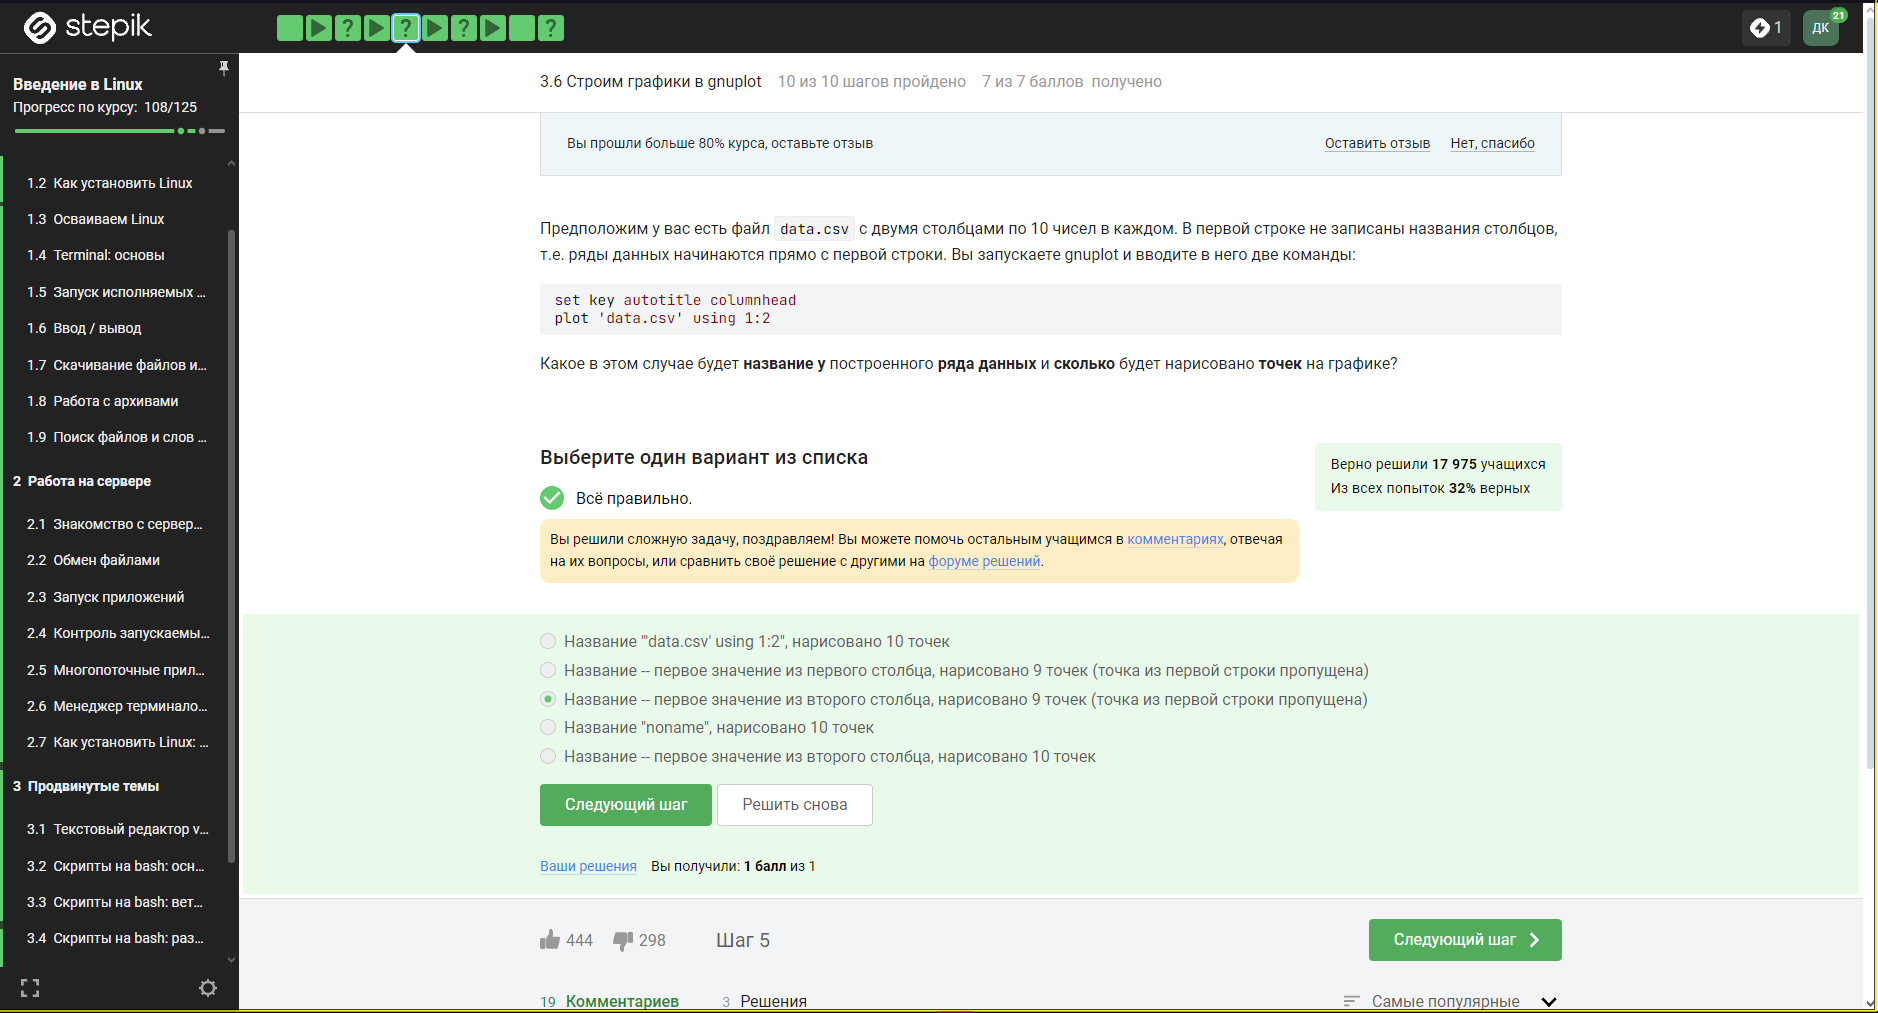 stepik
?
?
?
?
1
ДК
21
Введение в Linux
Прогресс по курсу: 108/125
1.2 Как установить Linux
1.3 Осваиваем Linux
1.4 Terminal: основы
1.5 Запуск исполняемых ...
1.6 Ввод / вывод
1.7 Скачивание файлов и...
1.8 Работа с архивами
1.9 Поиск файлов и слов ...
2 Работа на сервере
2.1 Знакомство с сервер...
2.2 Обмен файлами
2.3 Запуск приложений
2.4 Контроль запускаемы...
2.5 Многопоточные прил...
2.6 Менеджер терминало...
2.7 Как установить Linux: ...
3 Продвинутые темы
3.1 Текстовый редактор v...
3.2 Скрипты на bash: осн...
3.3 Скрипты на bash: вет...
3.4 Скрипты на bash: раз...
3.6 Строим графики в gnuplot 10 из 10 шагов пройдено 7 из 7 баллов получено
Вы прошли больше 80% курса, оставьте отзыв Оставить отзыв Нет, спасибо
Предположим у вас есть файл data.csv с двумя столбцами по 10 чисел в каждом. В первой строке не записаны названия столбцов,
т.е. ряды данных начинаются прямо с первой строки. Вы запускаете gnuplot и вводите в него две команды:
set key autotitle columnhead
plot 'data.csv' using 1:2
Какое в этом случае будет название у построенного ряда данных и сколько будет нарисовано точек на графике?
Выберите один вариант из списка
Всё правильно.
Верно решили 17 975 учащихся
Из всех попыток 32% верных
Вы решили сложную задачу, поздравляем! Вы можете помочь остальным учащимся в комментариях, отвечая
на их вопросы, или сравнить своё решение с другими на форуме решений.
Название "'data.csv' using 1:2", нарисовано 10 точек
Название -- первое значение из первого столбца, нарисовано 9 точек (точка из первой строки пропущена)
Название -- первое значение из второго столбца, нарисовано 9 точек (точка из первой строки пропущена)
Название "noname", нарисовано 10 точек
Название -- первое значение из второго столбца, нарисовано 10 точек
Следующий шаг Решить снова
Ваши решения Вы получили: 1 балл из 1
444 298 Шаг 5 Следующий шаг
19 Комментариев 3 Решения Самые популярные